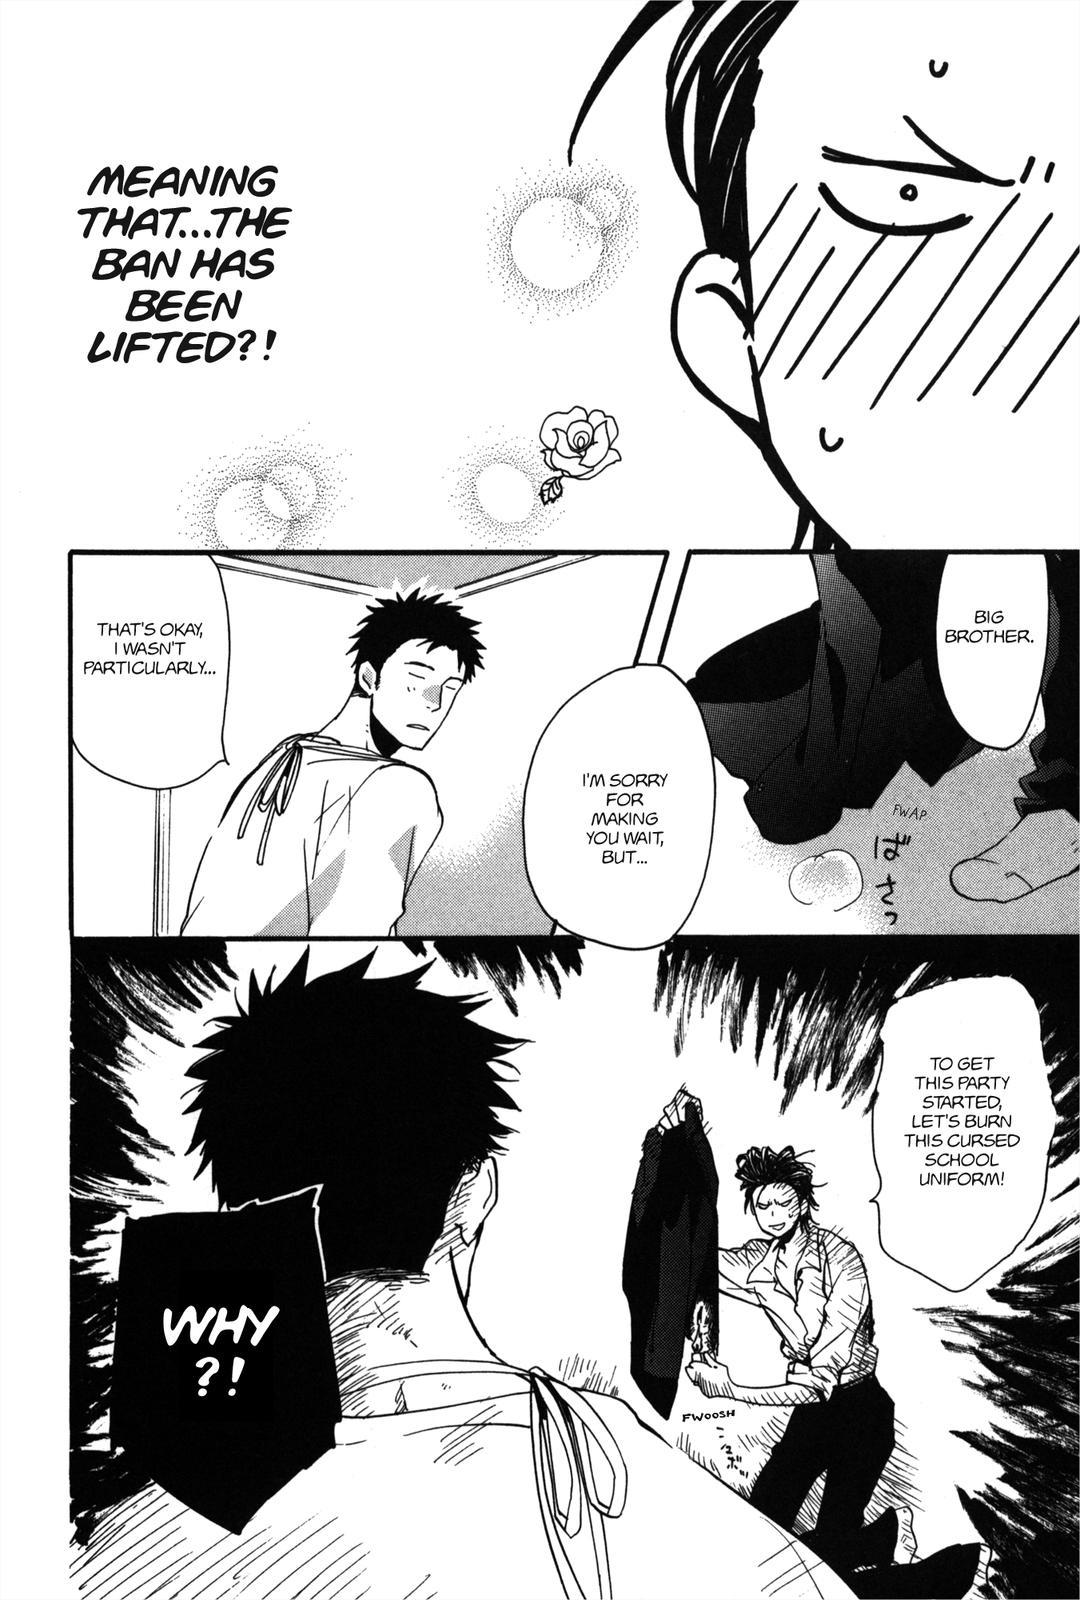 MEANING
THAT...THE
BAN HAS
BEEN
LIFTED?!
BIG
BROTHER.
FWAP
ばさっ
I'M SORRY
FOR
MAKING
YOU WAIT,
BUT...
THAT'S OKAY,
I WASN'T
PARTICULARLY...
TO GET
THIS PARTY
STARTED,
LET'S BURN
THIS CURSED
SCHOOL
UNIFORM!
FWOOSH
WHY
?!